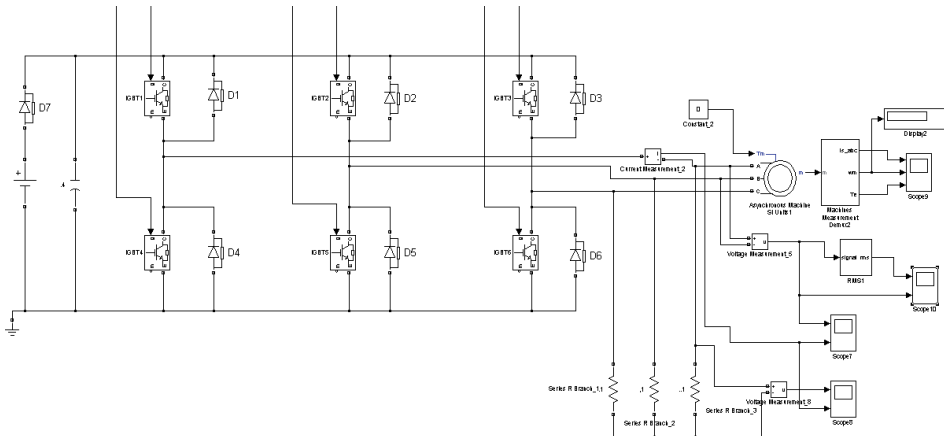 IGBT1
D1
IGBT2
D2
IGBT3
D3
D7
0
Constant_2
Display2
Tm
A
B
C
m
Asynchronous Machine
SI Units1
m
is_abc
wm
Te
Machines
Measurement
Demux2
Scope9
Current Measurement_2
IGBT4
D4
IGBT5
D5
IGBT6
D6
Voltage Measurement_5
signal rms
RMS1
Scope10
Scope7
Series R Branch_1
Series R Branch_2
Series R Branch_3
Voltage Measurement_8
Scope8